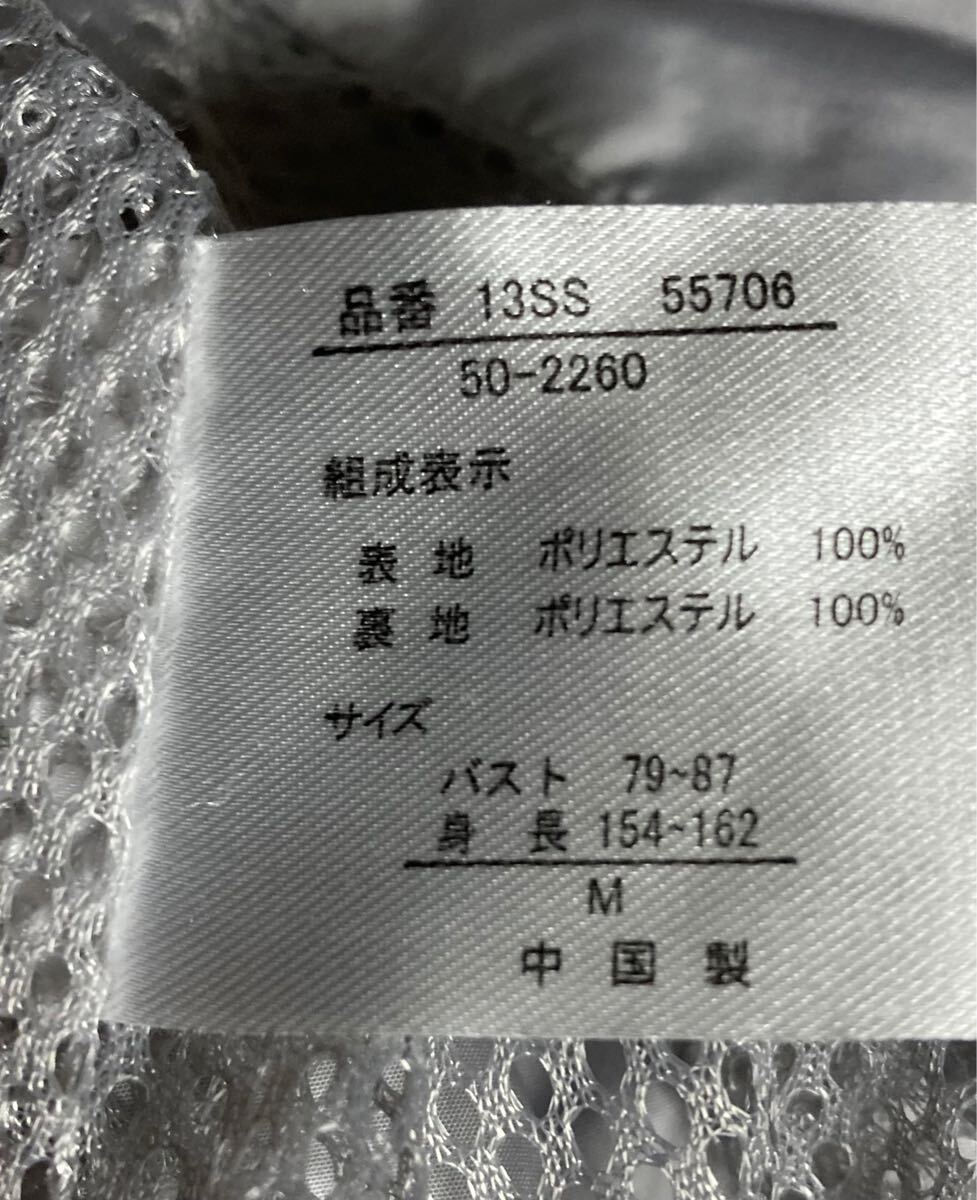 品番 13SS 55706
50-2260
組成表示
表 地 ポリエステル 100%
裏 地 ポリエステル 100%
サイズ
バスト 79~87
身 長 154~162
M
中 国 製